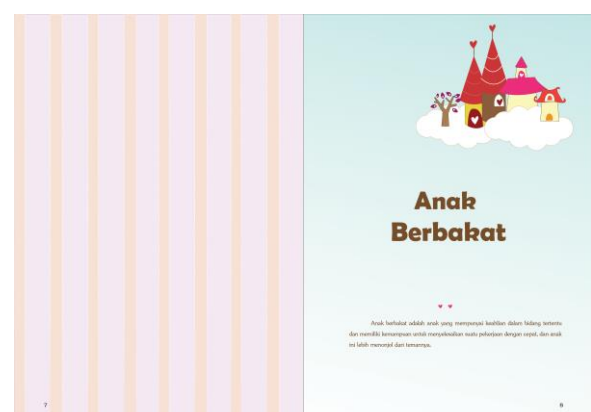 Anak
Berbakat
Anak berbakat adalah anak yang mempunyai keahlian dalam bidang tertentu
dan memiliki kemampuan untuk menyelesaikan suatu pekerjaan dengan cepat, dan anak
ini lebih menonjol dari temannya.
7
6